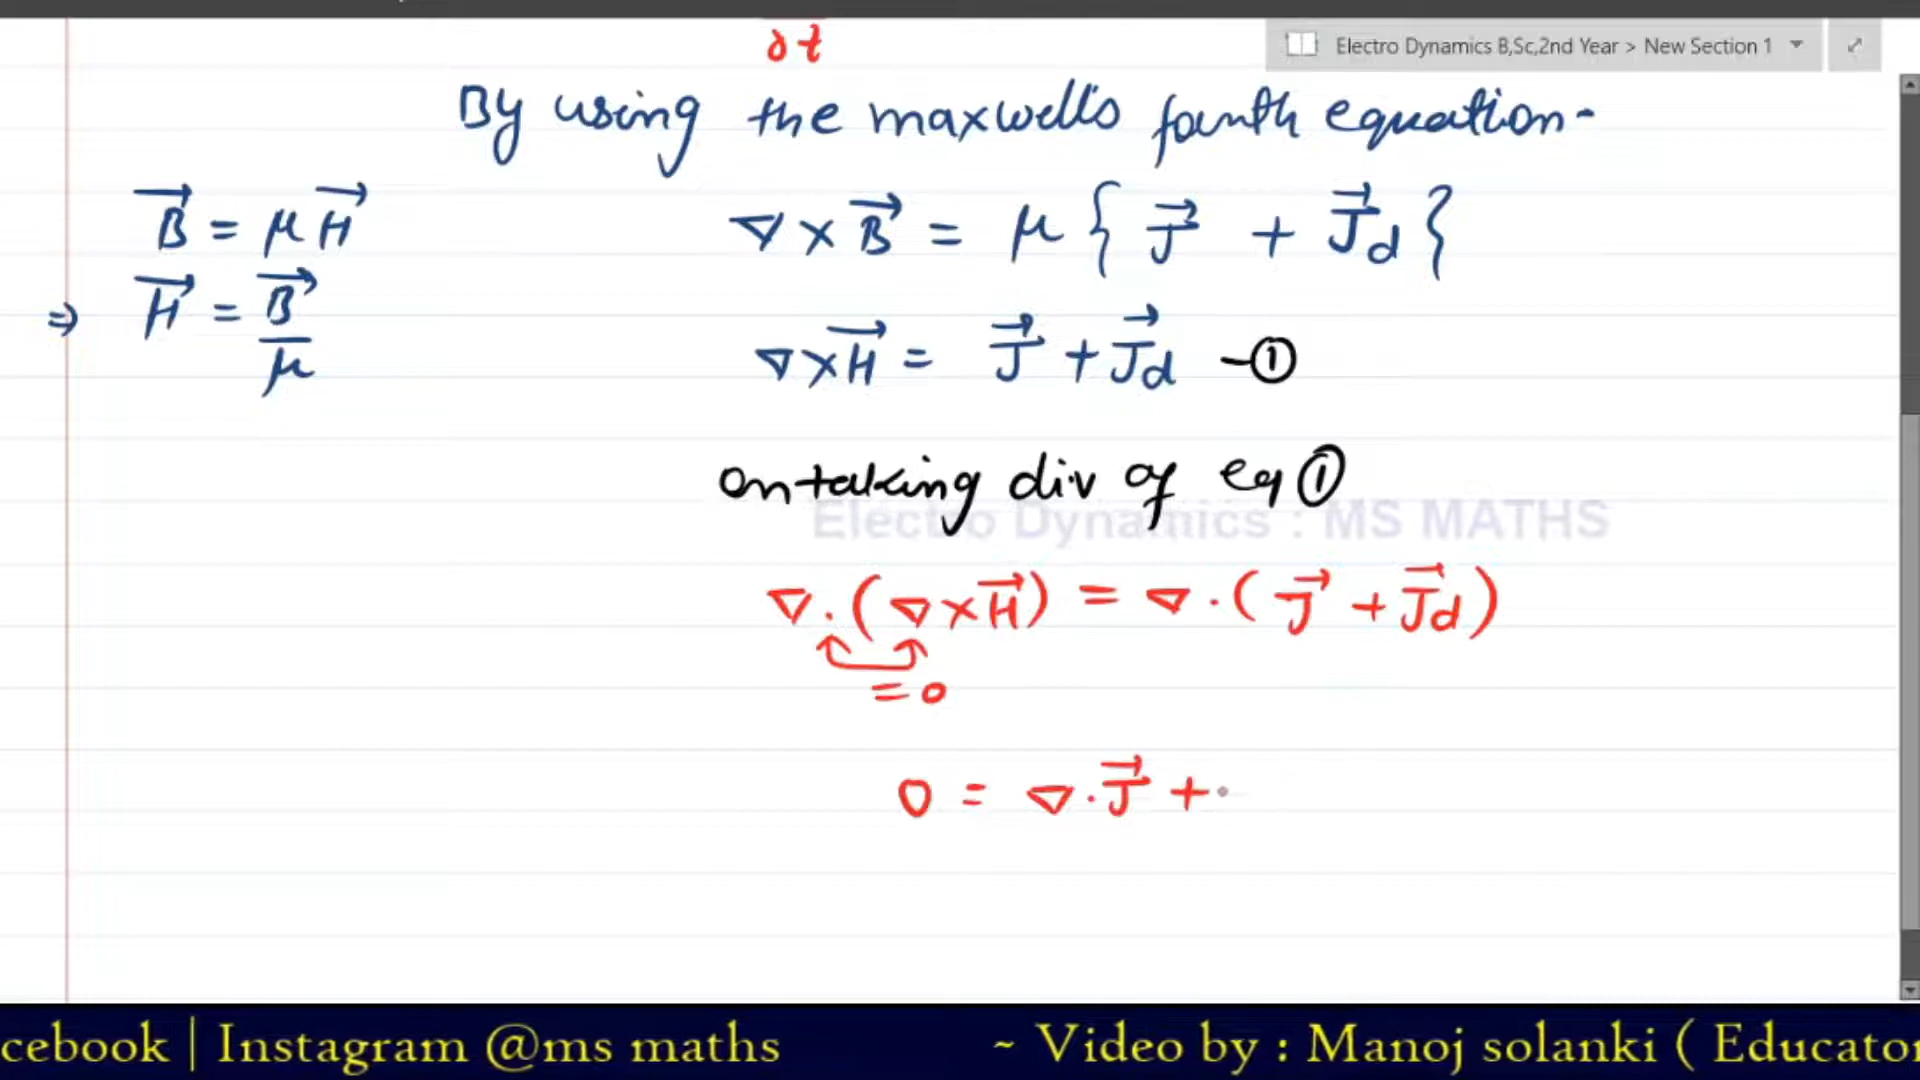 ∂t
Electro Dynamics B,Sc,2nd Year > New Section 1
By using the maxwell's fourth equation-
B⃗ = μH⃗
∇ × B⃗ = μ { J⃗ + J⃗d }
⇒ H⃗ = B⃗/μ
∇×H⃗ = J⃗ + J⃗d -①
on taking div of eq ①
Electro Dynamics : MS MATHS
∇.(∇×H⃗) = ∇.(J⃗ + J⃗d)
= 0
0 = ∇.J⃗ +
cebook | Instagram @ms maths ~ Video by : Manoj solanki ( Educator